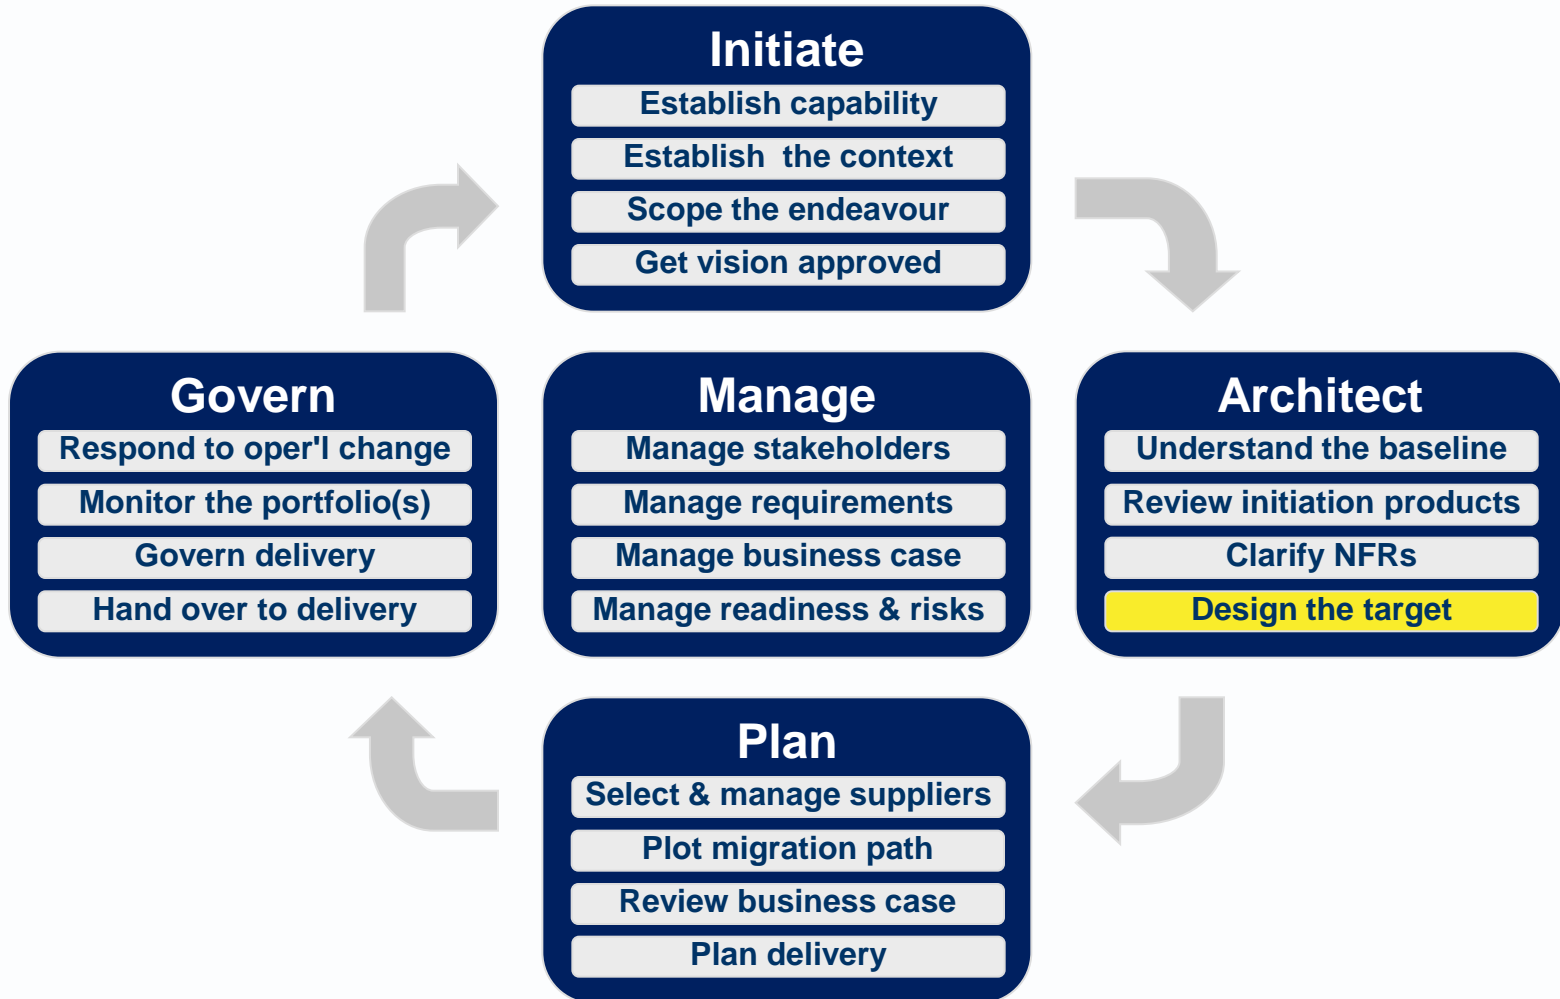 Initiate
Establish capability
Establish  the context
Scope the endeavour
Get vision approved
Govern
Respond to oper'l change
Monitor the portfolio(s)
Govern delivery
Hand over to delivery
Manage
Manage stakeholders
Manage requirements
Manage business case
Manage readiness & risks
Architect
Understand the baseline
Review initiation products
Clarify NFRs
Design the target
Plan
Select & manage suppliers
Plot migration path
Review business case
Plan delivery